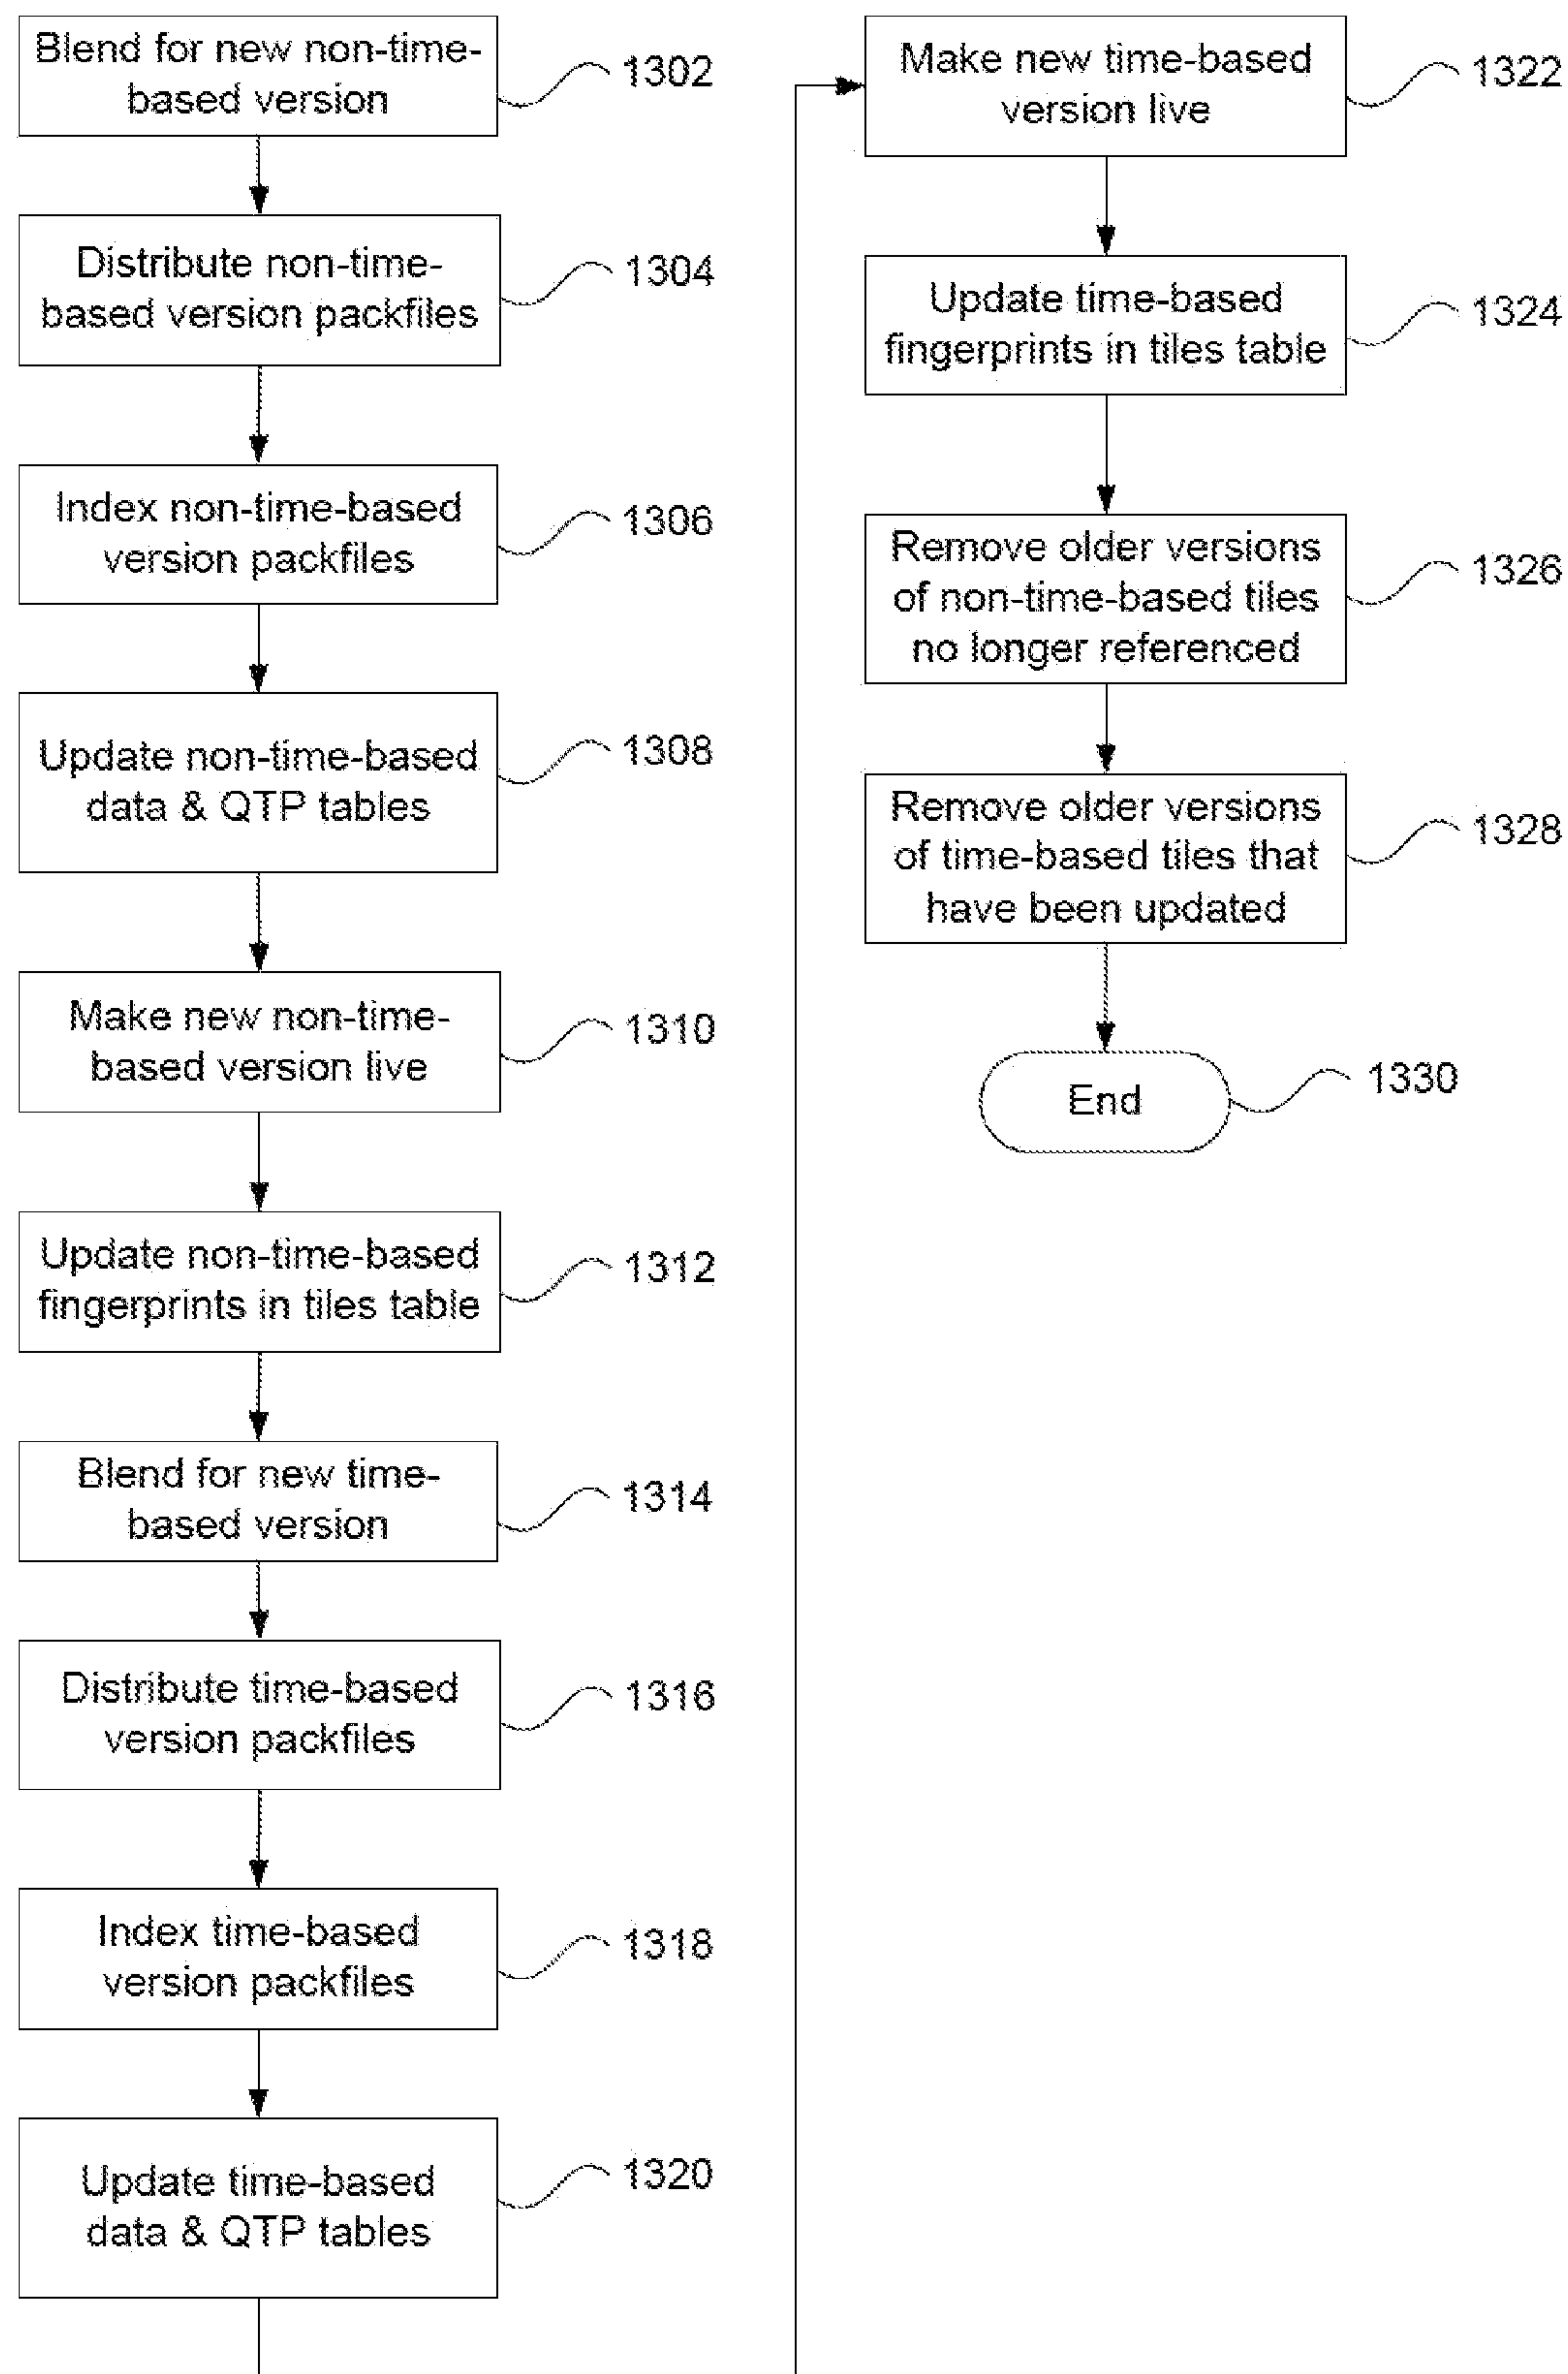 Blend for new non-time-
based version
1302
Distribute non-time-
based version packfiles
1304
Index non-time-based
version packfiles
1306
Update non-time-based
data & QTP tables
1308
Make new non-time-
based version live
1310
Update non-time-based
fingerprints in tiles table
1312
Blend for new time-
based version
1314
Distribute time-based
version packfiles
1316
Index time-based
version packfiles
1318
Update time-based
data & QTP tables
1320
Make new time-based
version live
1322
Update time-based
fingerprints in tiles table
1324
Remove older versions
of non-time-based tiles
no longer referenced
1326
Remove older versions
of time-based tiles that
have been updated
1328
End
1330